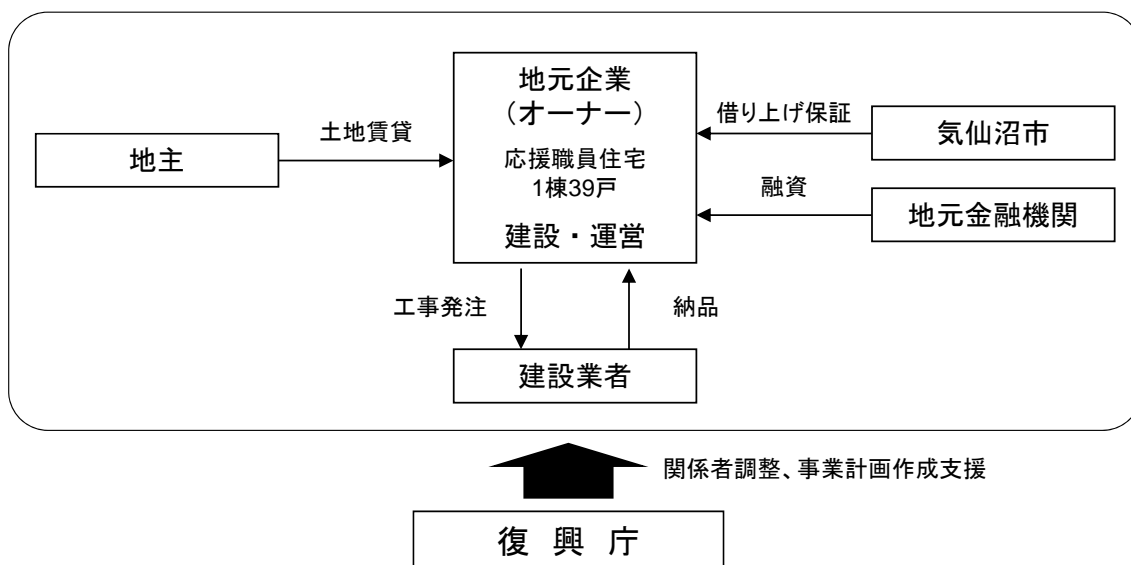 地元企業
（オーナー）
応援職員住宅
1棟39戸
建設・運営
土地賃貸
地主
借り上げ保証
気仙沼市
融資
地元金融機関
工事発注
納品
建設業者
関係者調整、事業計画作成支援
復 興 庁